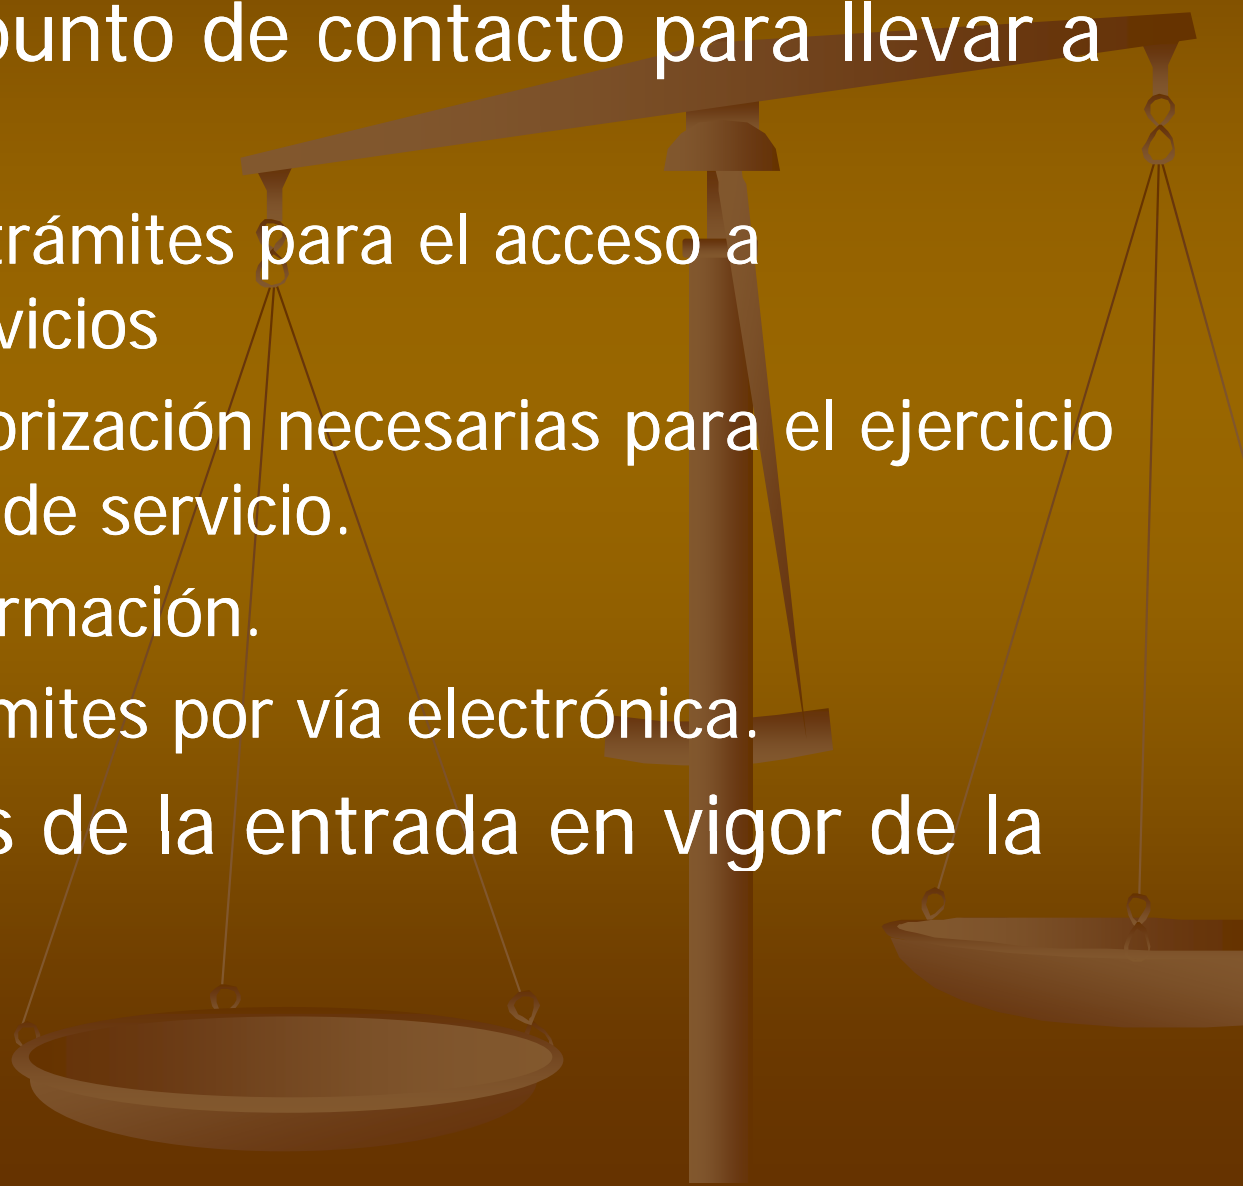 punto de contacto para llevar a
trámites para el acceso a
vicios
orización necesarias para el ejercicio
de servicio.
rmación.
mites por vía electrónica.
s de la entrada en vigor de la